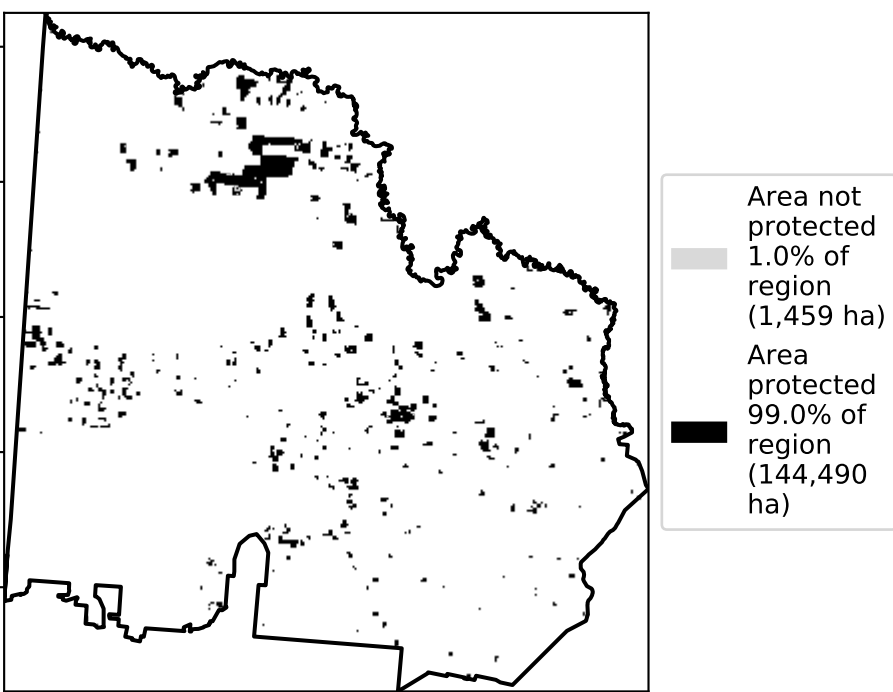 Area not
protected
1.0% of
region
(1,459 ha)
Area
protected
99.0% of
region
(144,490
ha)